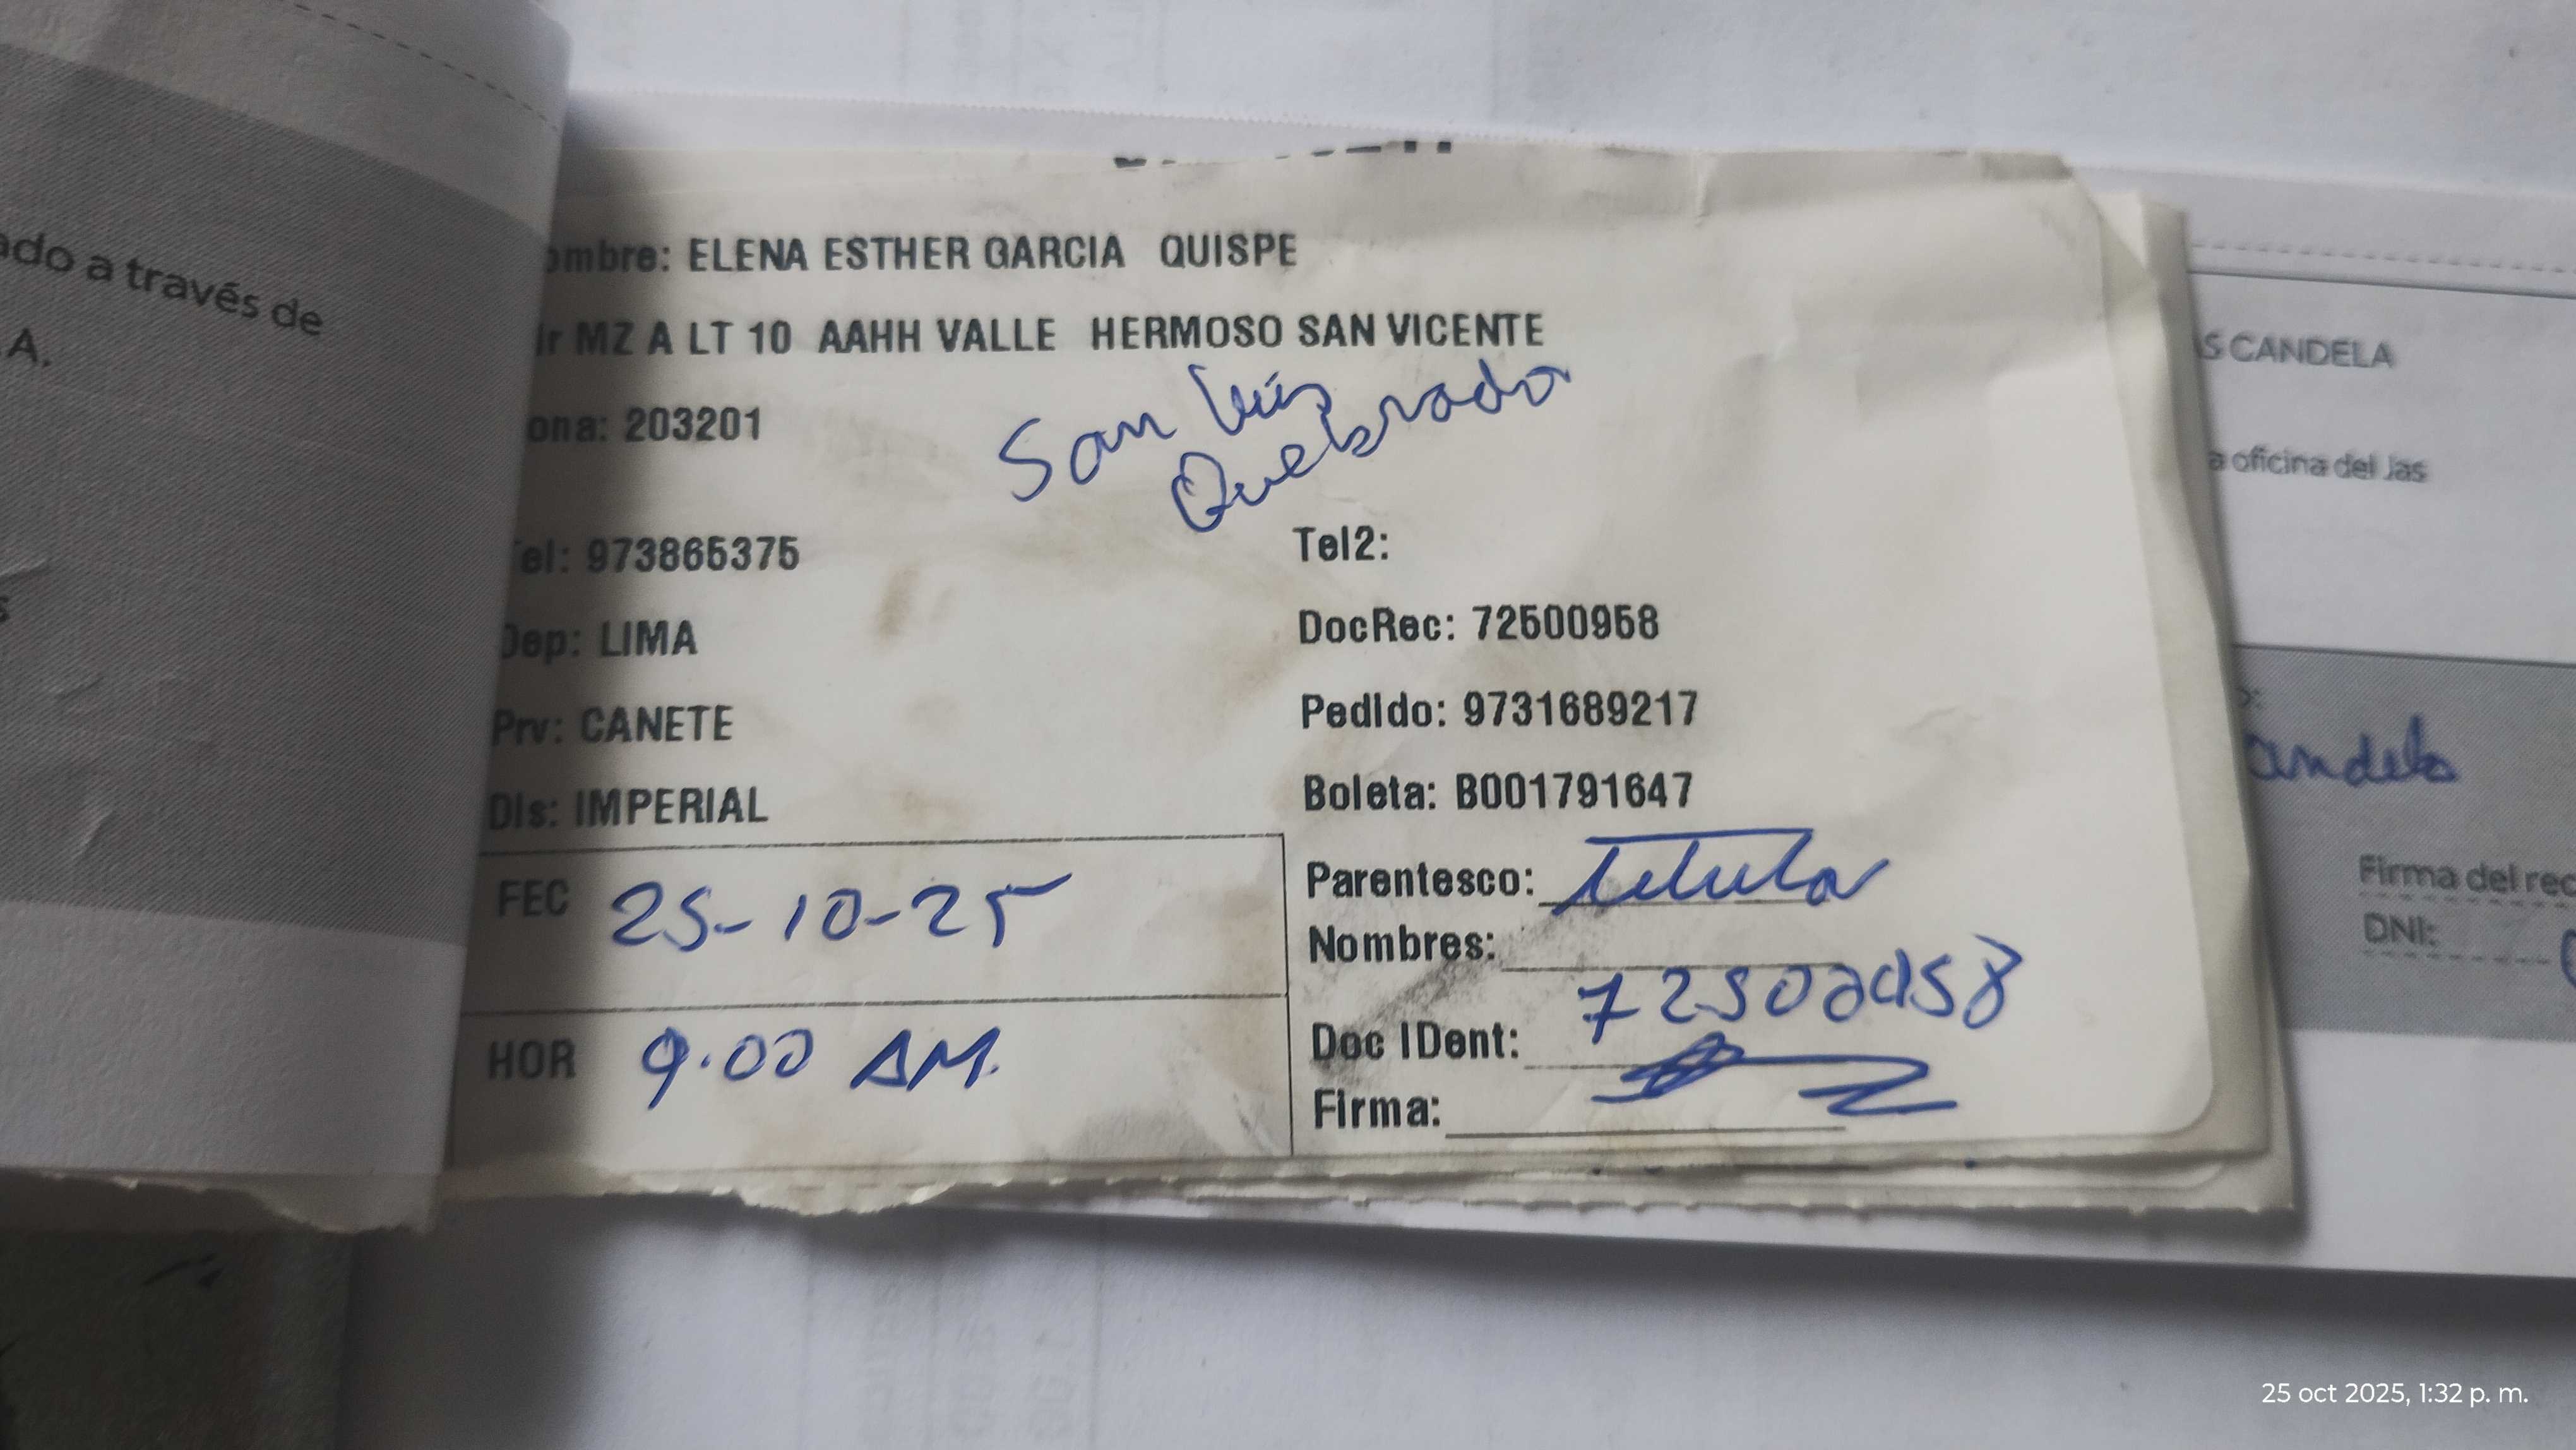 ado a través de
.A.
ombre: ELENA ESTHER GARCIA QUISPE
ir MZ A LT 10 AAHH VALLE HERMOSO SAN VICENTE
ona: 203201
San Luis
Quebrada
Tel: 973865375
Tel2:
Dep: LIMA
DocRec: 72500958
Prv: CANETE
Pedido: 9731689217
Dis: IMPERIAL
Boleta: B001791647
FEC 25-10-25
Parentesco: Titular
Nombres:
HOR 9.00 AM.
Doc IDent: 72500958
Firma:
S CANDELA
a oficina del Jas
o:
andela
Firma del rec
DNI:
25 oct 2025, 1:32 p. m.